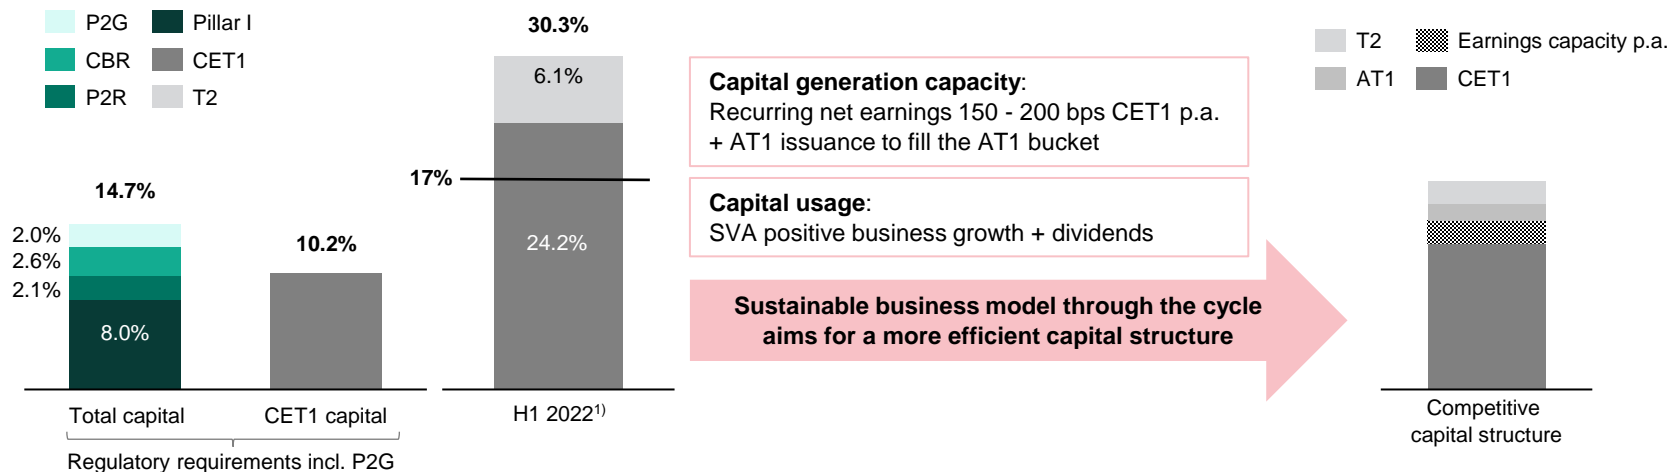 P2G
Pillar I
CBR
CET1
P2R
T2
14.7%
2.0%
2.6%
2.1%
8.0%
10.2%
Total capital
CET1 capital
Regulatory requirements incl. P2G
30.3%
6.1%
17%
24.2%
H1 2022¹⁾
Capital generation capacity:
Recurring net earnings 150 - 200 bps CET1 p.a.
+ AT1 issuance to fill the AT1 bucket
Capital usage:
SVA positive business growth + dividends
Sustainable business model through the cycle
aims for a more efficient capital structure
T2
Earnings capacity p.a.
AT1
CET1
Competitive
capital structure